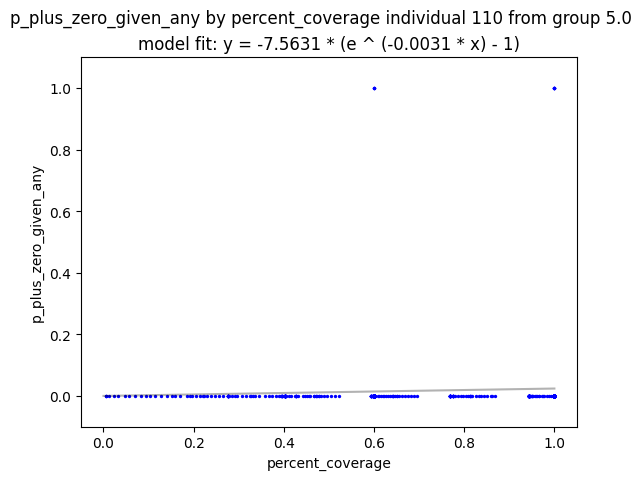 p_plus_zero_given_any by percent_coverage individual 110 from group 5.0
model fit: y = -7.5631 * (e ^ (-0.0031 * x) - 1)
1.0
0.8
0.6
0.4
0.2
0.0
p_plus_zero_given_any
0.0 0.2 0.4 0.6 0.8 1.0
percent_coverage